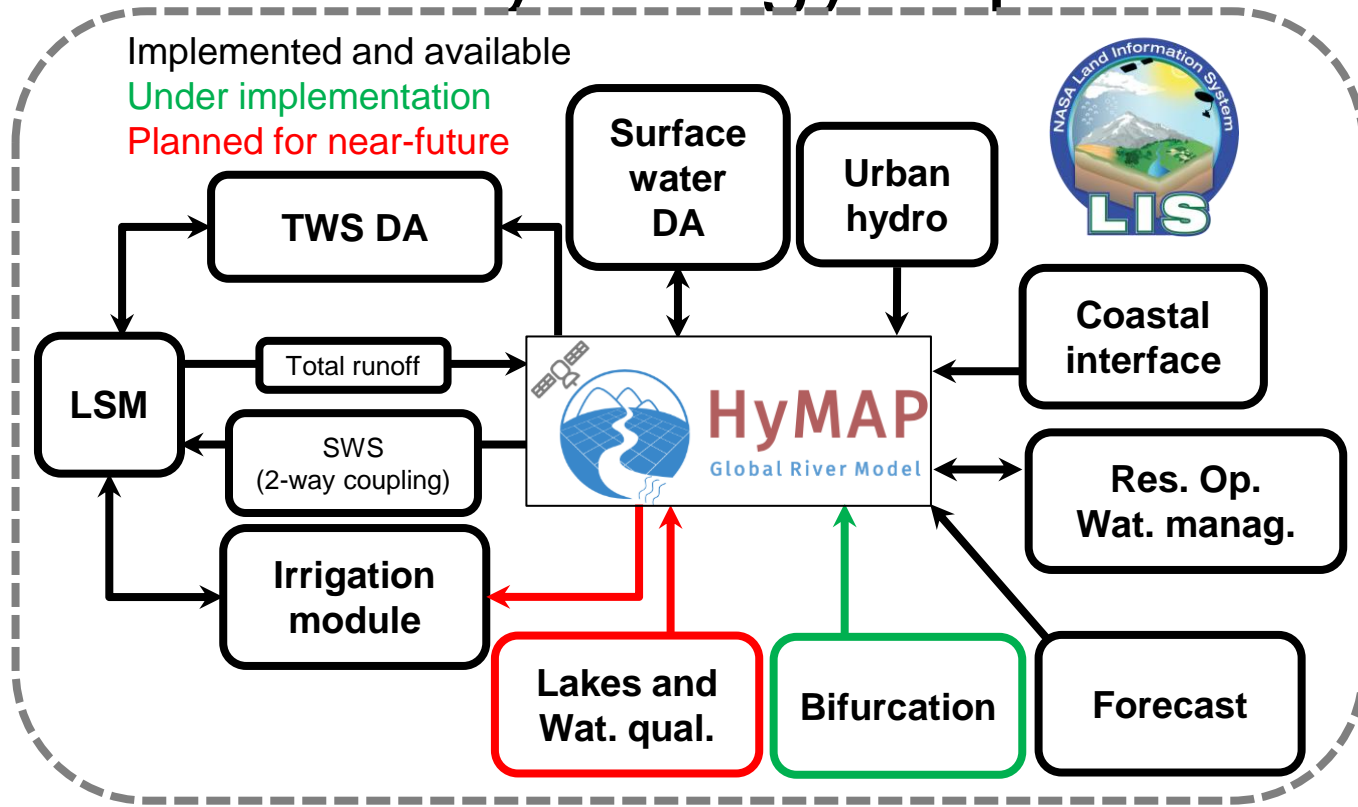 Implemented and available
Under implementation
Planned for near-future
NASA Land Information System
LIS
Surface
water
DA
Urban
hydro
TWS DA
Coastal
interface
LSM
Total runoff
HyMAP
Global River Model
SWS
(2-way coupling)
Res. Op.
Wat. manag.
Irrigation
module
Lakes and
Wat. qual.
Bifurcation
Forecast